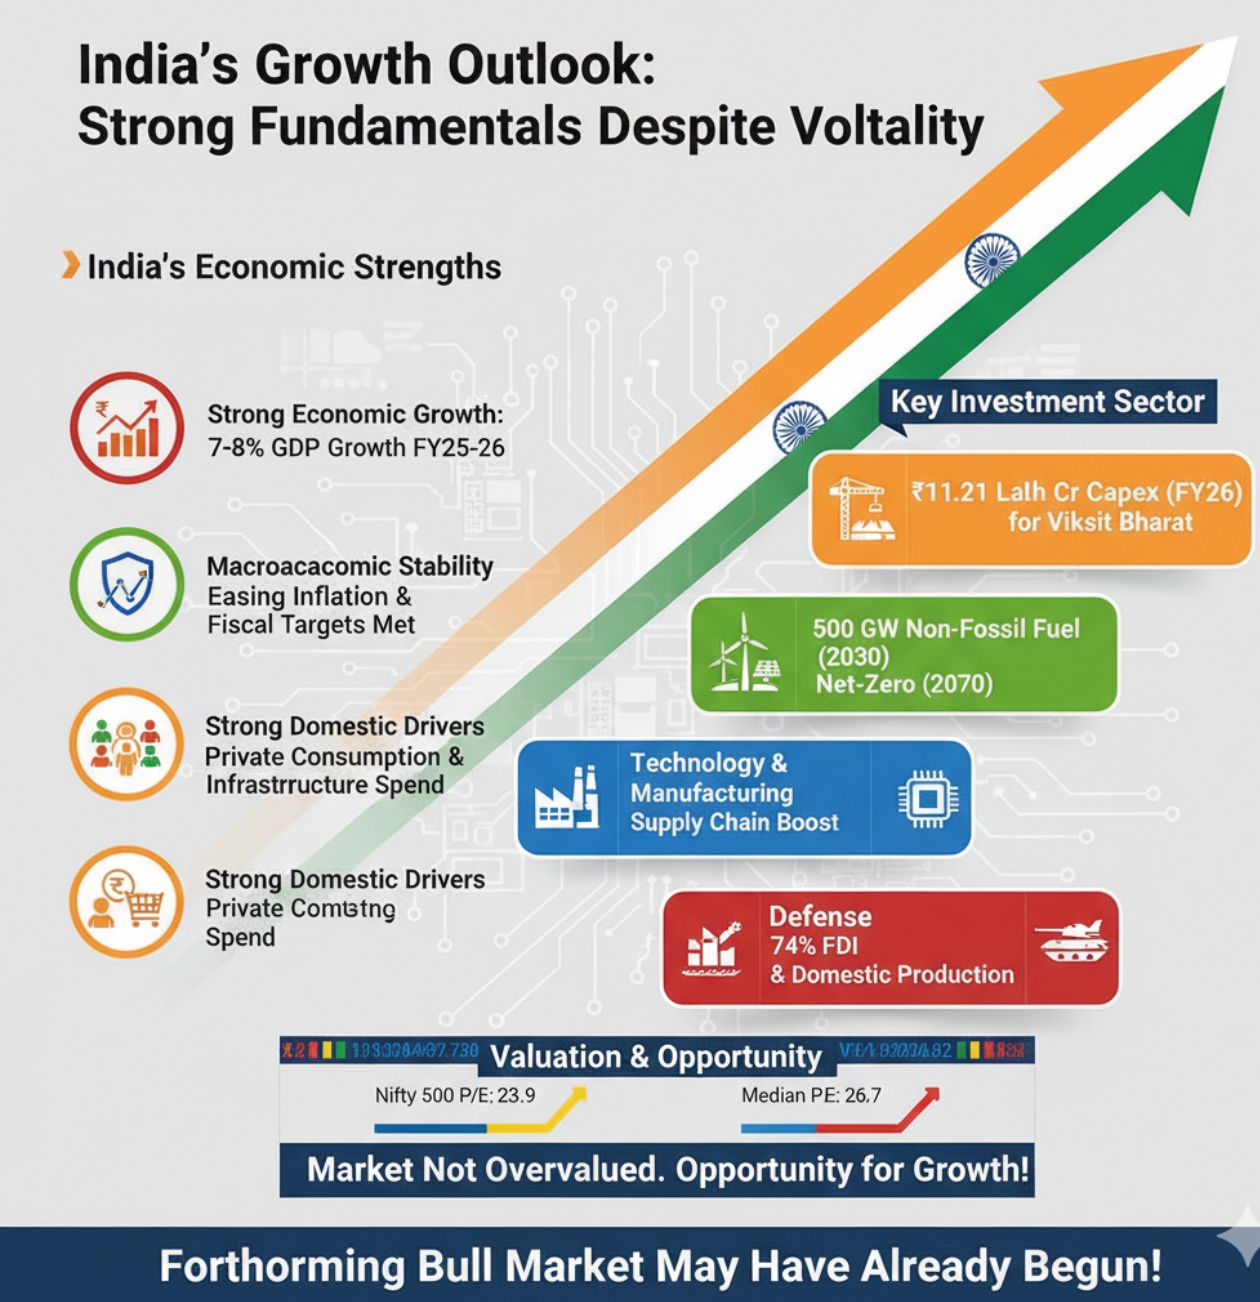 India's Growth Outlook:
Strong Fundamentals Despite Voltality
India's Economic Strengths
Strong Economic Growth:
7-8% GDP Growth FY25-26
Macroacacomic Stability
Easing Inflation &
Fiscal Targets Met
Strong Domestic Drivers
Private Consumption &
Infrastrructure Spend
Strong Domestic Drivers
Private
Spend
Key Investment Sector
₹11.21 Lalh Cr Capex (FY26)
for Viksit Bharat
500 GW Non-Fossil Fuel
(2030)
Net-Zero (2070)
Technology &
Manufacturing
Supply Chain Boost
Defense
74% FDI
& Domestic Production
Valuation & Opportunity
Nifty 500 P/E: 23.9
Median PE: 26.7
Market Not Overvalued. Opportunity for Growth!
Forthorming Bull Market May Have Already Begun!